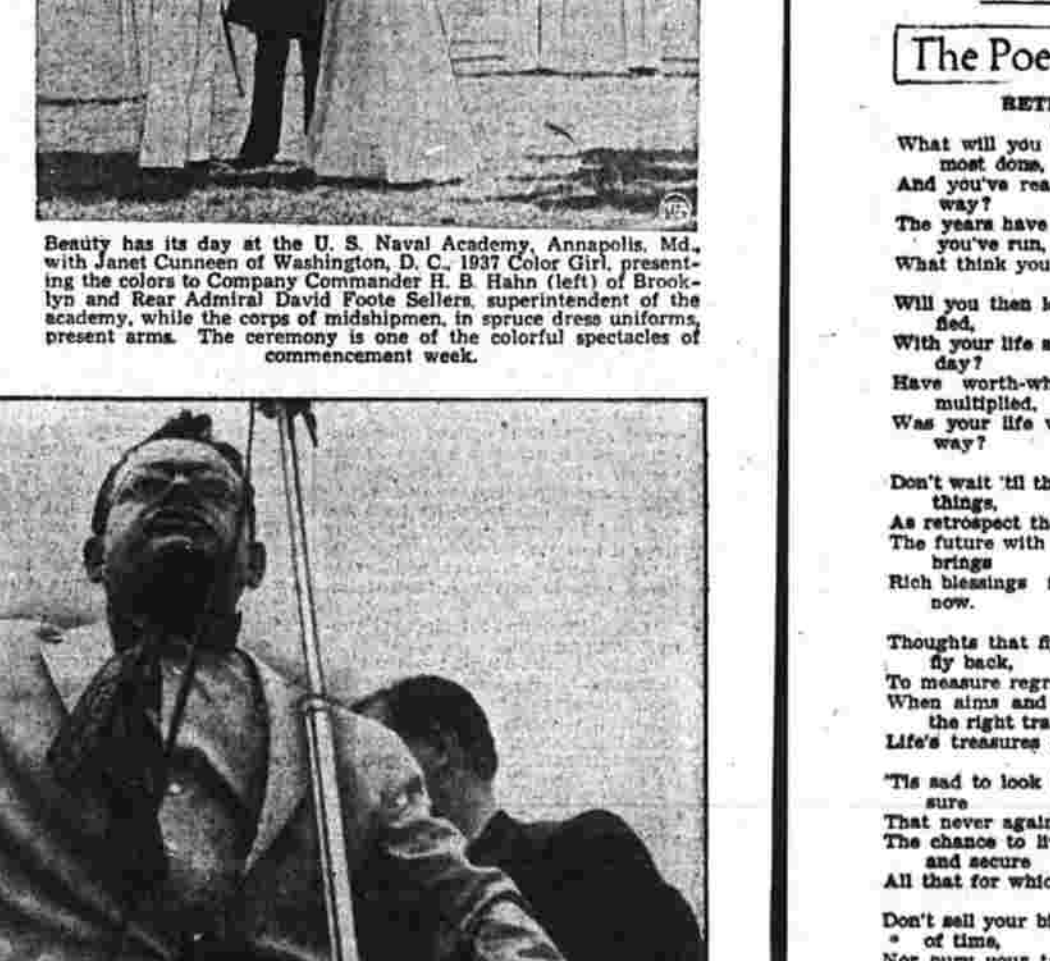 Beauty has its day at the U. S. Naval Academy, Annapolis, Md.,
with Janet Cunneen of Washington, D. C., 1937 Color Girl, present-
ing the colors to Company Commander H. B. Hahn (left) of Brook-
lyn and Rear Admiral David Foote Sellers, superintendent of the
academy, while the corps of midshipmen, in spruce dress uniforms,
present arms. The ceremony is one of the colorful spectacles of
commencement week.
The Poe
RET
What will you
most done,
And you've rea
way?
The years have
you've run,
What think you
Will you then l
fied,
With your life a
day?
Have worth-wh
multiplied,
Was your life
way?
Don't wait 'til th
things,
As retrospect th
The future with
brings
Rich blessings
now.
Thoughts that fl
fly back,
To measure regr
When aims and
the right tra
Life's treasures
'Tis sad to look
sure
That never again
The chance to li
and secure
All that for whic
Don't sell your bi
of time,